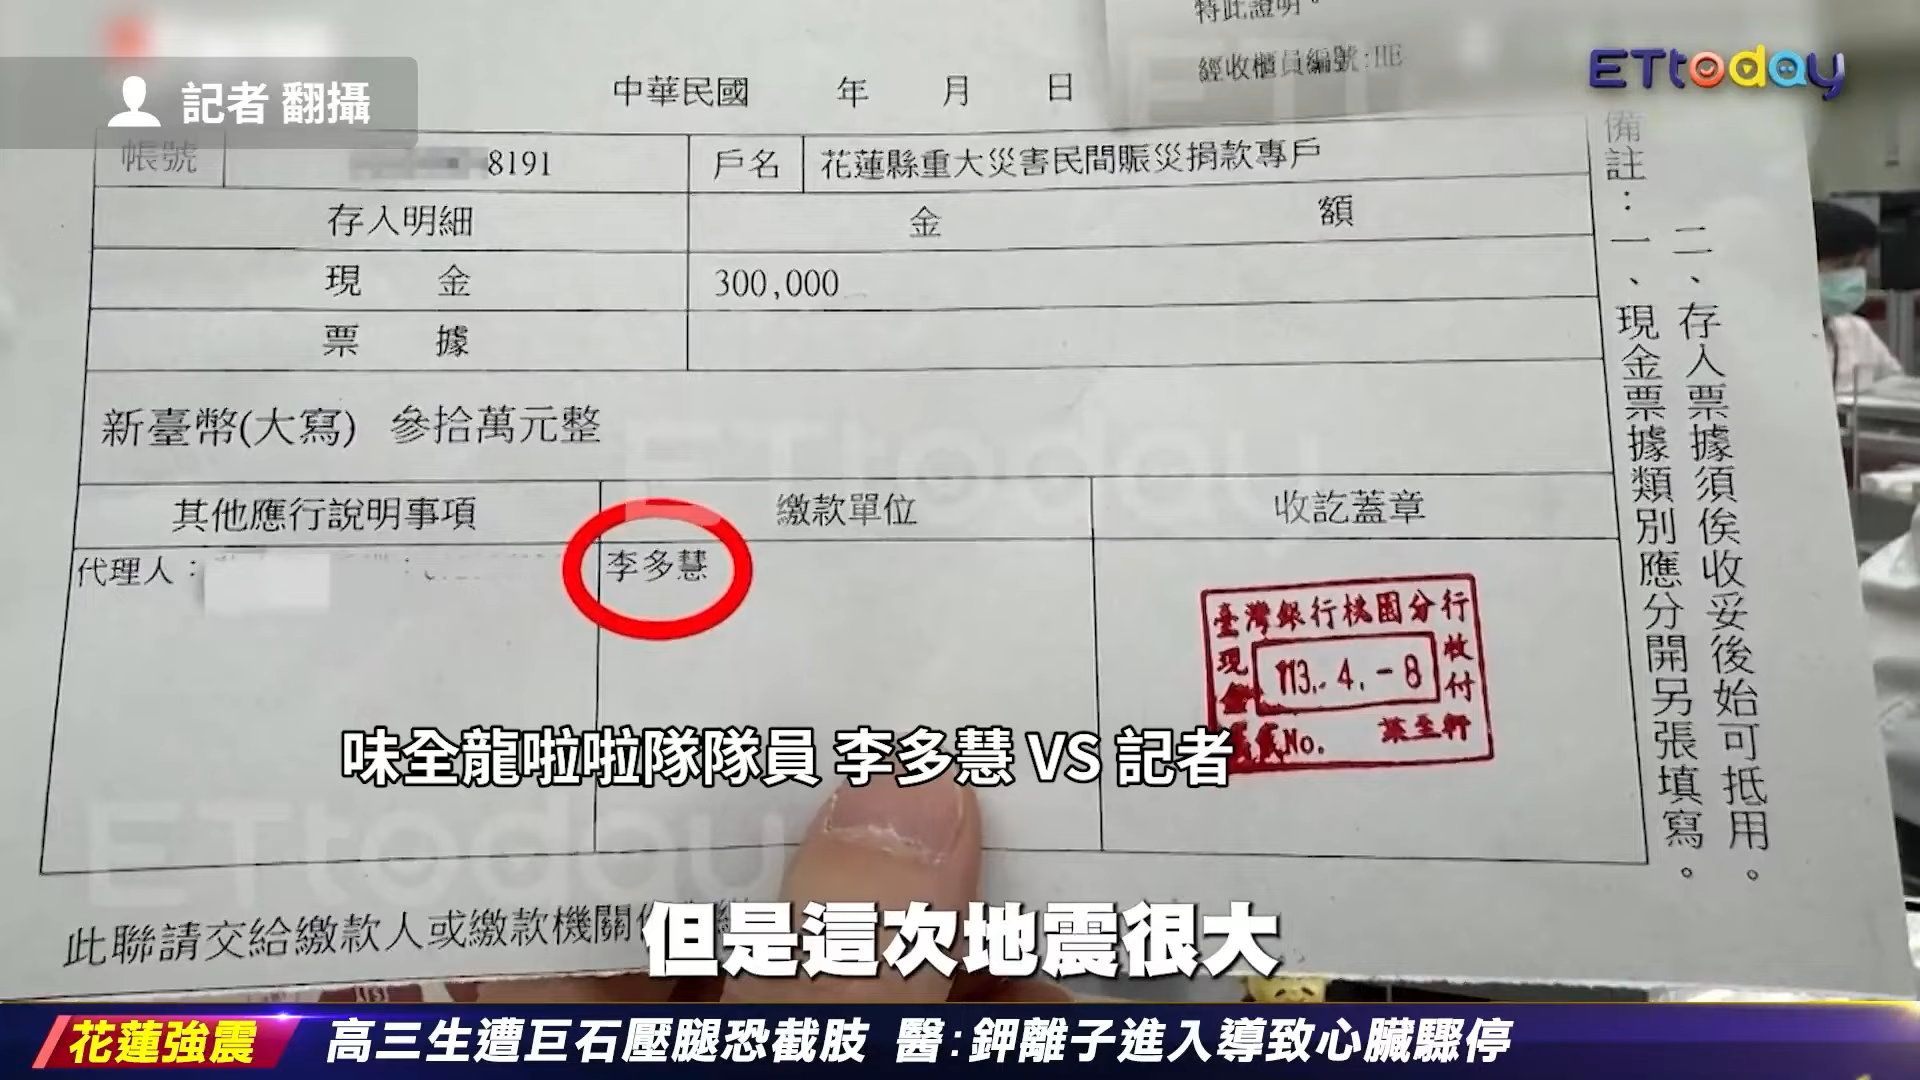 特此證明。
經收櫃員編號:HE
ETtoday
記者 翻攝
中華民國 年 月 日
帳號 8191 戶名 花蓮縣重大災害民間賑災捐款專戶
存入明細 金 額
現 金 300,000
票 據
新臺幣(大寫) 參拾萬元整
其他應行說明事項 繳款單位 收訖蓋章
代理人： 李多慧
臺灣銀行桃園分行
現金 收付
113.4.-8
No.
備註：一、現金票據類別應分開另張填寫。
二、存入票據須俟收妥後始可抵用。
味全龍啦啦隊隊員 李多慧 VS 記者
此聯請交給繳款人或繳款機關
但是這次地震很大
花蓮強震 高三生遭巨石壓腿恐截肢 醫:鉀離子進入導致心臟驟停